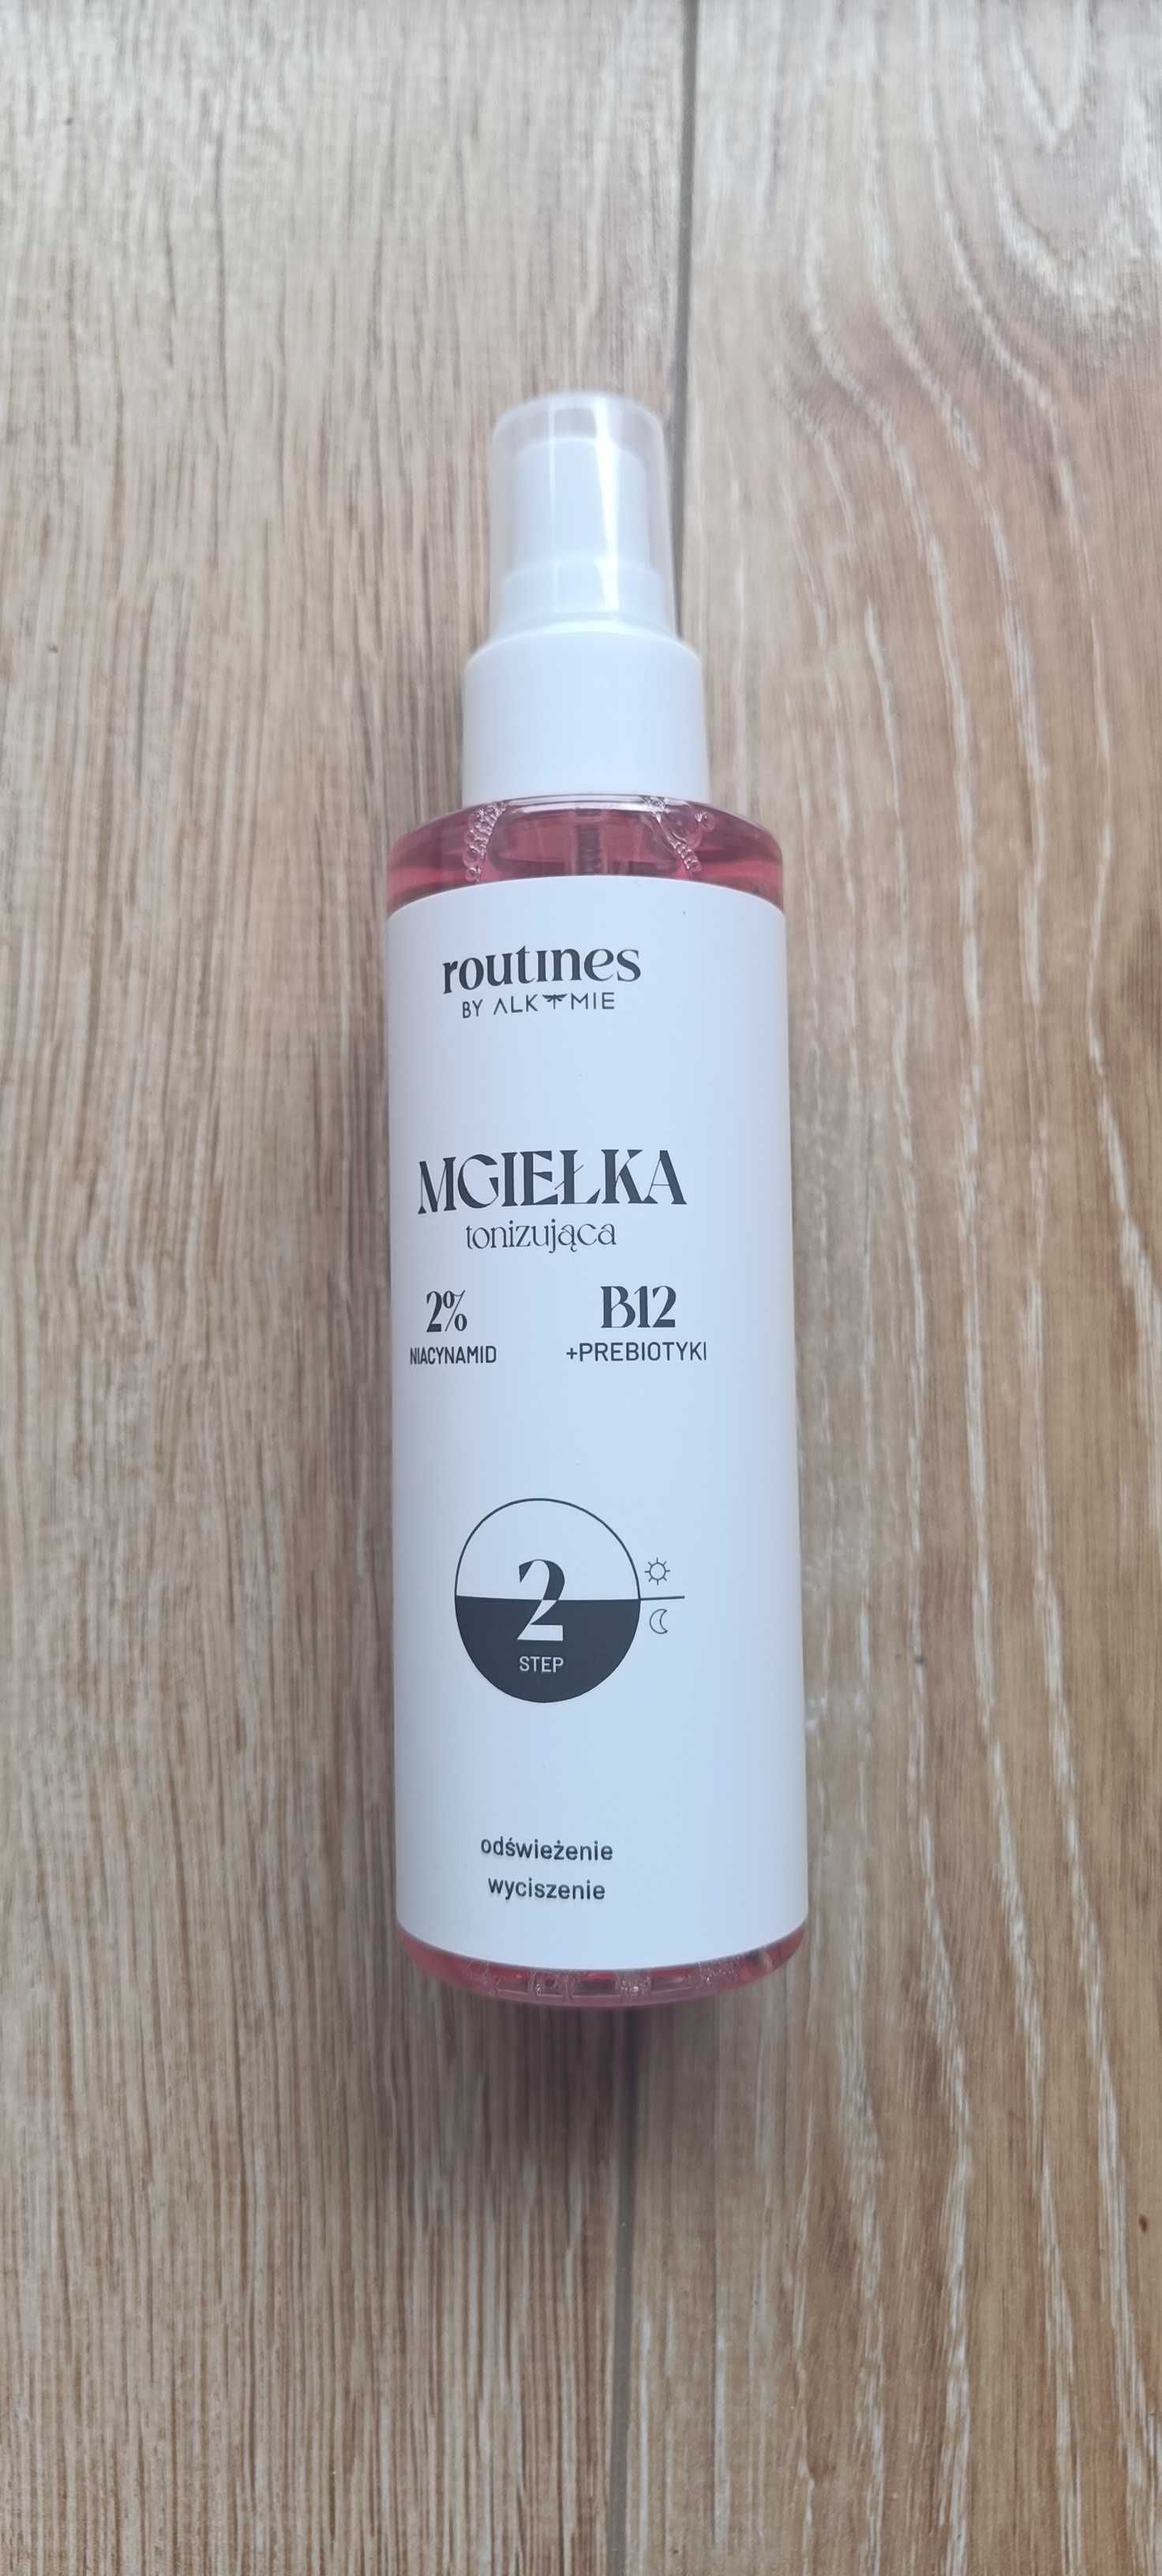 routines
BY ALKMIE
MGIEŁKA
tonizująca
2% B12
NIACYNAMID +PREBIOTYKI
2
STEP
odświeżenie
wyciszenie